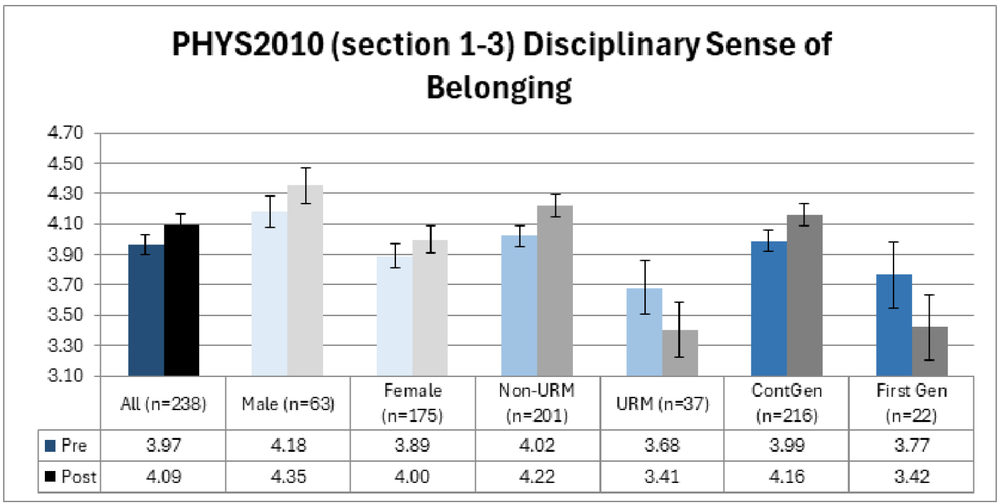 PHYS2010 (section 1-3) Disciplinary Sense of
Belonging
4.70
4.50
4.30
4.10
3.90
3.70
3.50
3.30
3.10
All (n=238) Male (n=63) Female (n=175) Non-URM (n=201) URM (n=37) ContGen (n=216) First Gen (n=22)
Pre 3.97 4.18 3.89 4.02 3.68 3.99 3.77
Post 4.09 4.35 4.00 4.22 3.41 4.16 3.42